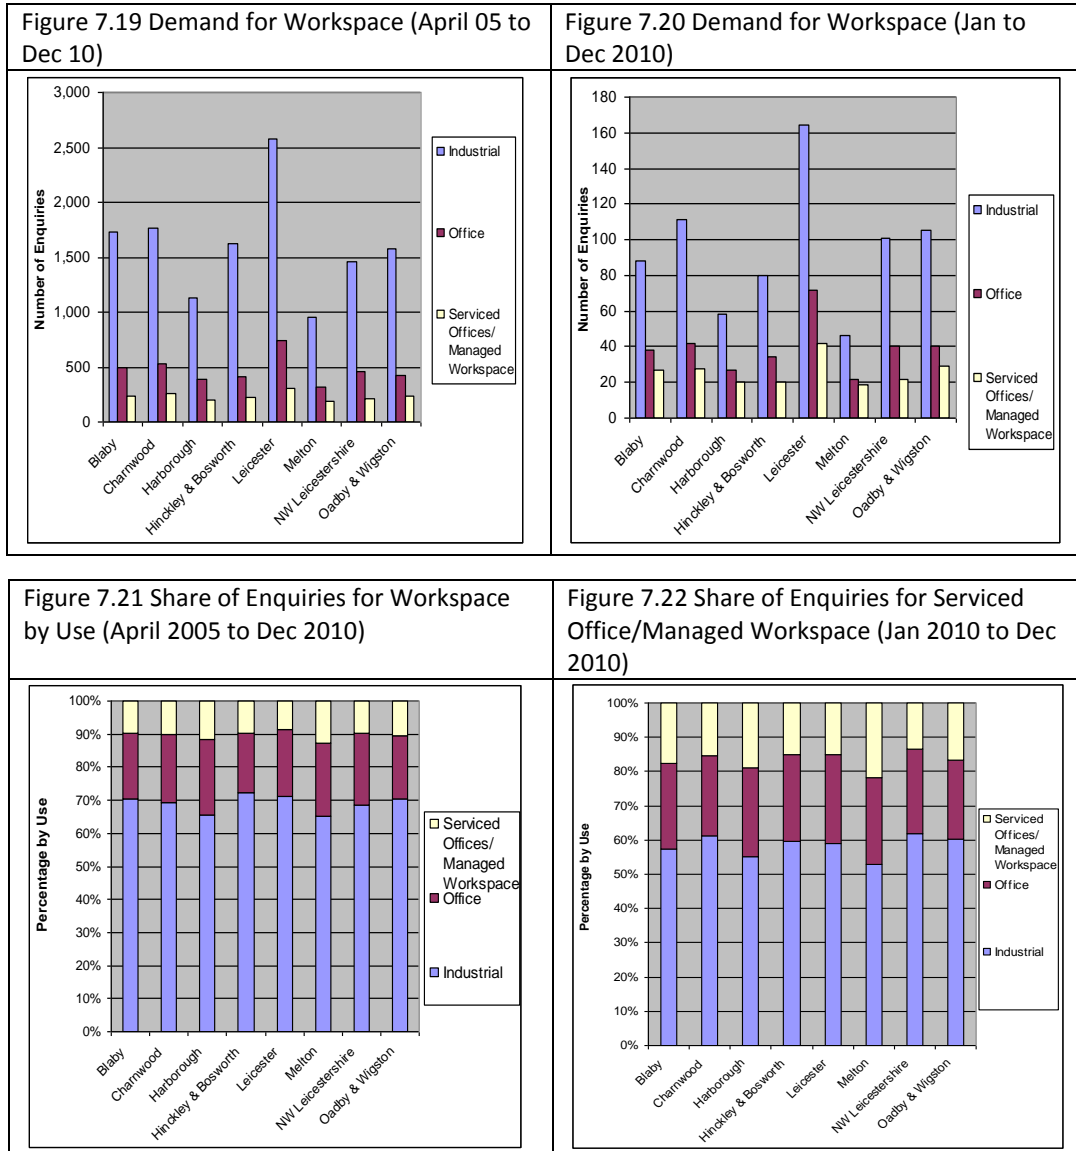 Figure 7.19 Demand for Workspace (April 05 to
Dec 10)
3,000
2,500
2,000
1,500
1,000
500
0
Number of Enquiries
Blaby
Charnwood
Harborough
Hinckley & Bosworth
Leicester
Melton
NW Leicestershire
Oadby & Wigston
Industrial
Office
Serviced
Offices/
Managed
Workspace
Figure 7.20 Demand for Workspace (Jan to
Dec 2010)
180
160
140
120
100
80
60
40
20
0
Number of Enquiries
Blaby
Charnwood
Harborough
Hinckley & Bosworth
Leicester
Melton
NW Leicestershire
Oadby & Wigston
Industrial
Office
Serviced
Offices/
Managed
Workspace
Figure 7.21 Share of Enquiries for Workspace
by Use (April 2005 to Dec 2010)
100%
90%
80%
70%
60%
50%
40%
30%
20%
10%
0%
Percentage by Use
Blaby
Charnwood
Harborough
Hinckley & Bosworth
Leicester
Melton
NW Leicestershire
Oadby & Wigston
Serviced
Offices/
Managed
Workspace
Office
Industrial
Figure 7.22 Share of Enquiries for Serviced
Office/Managed Workspace (Jan 2010 to Dec
2010)
100%
90%
80%
70%
60%
50%
40%
30%
20%
10%
0%
Percentage by Use
Blaby
Charnwood
Harborough
Hinckley & Bosworth
Leicester
Melton
NW Leicestershire
Oadby & Wigston
Serviced
Offices/
Managed
Workspace
Office
Industrial